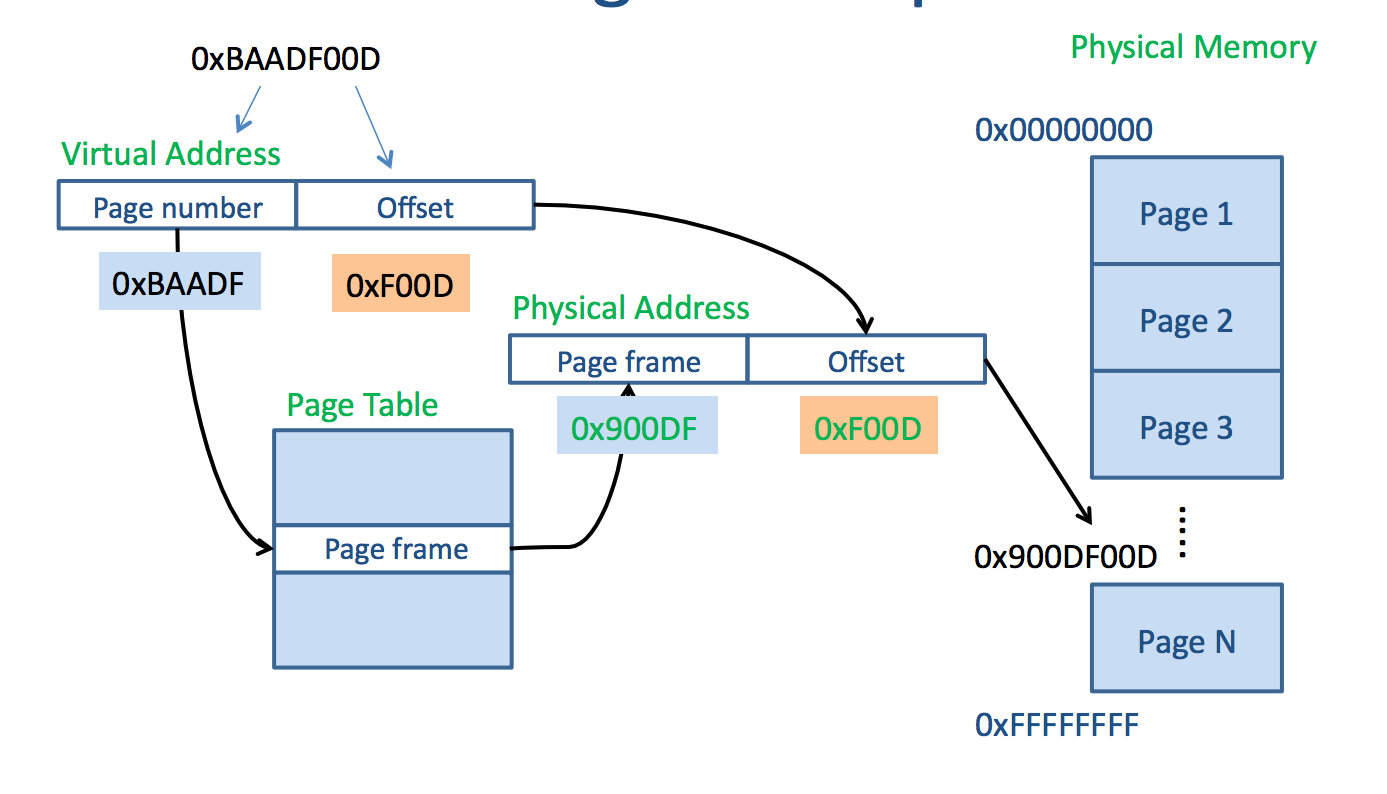 0xBAADF00D
Virtual Address
Page number
Offset
0xBAADF
0xF00D
Page Table
Page frame
Physical Address
Page frame
Offset
0x900DF
0xF00D
Physical Memory
0x00000000
Page 1
Page 2
Page 3
0x900DF00D
Page N
0xFFFFFFFF